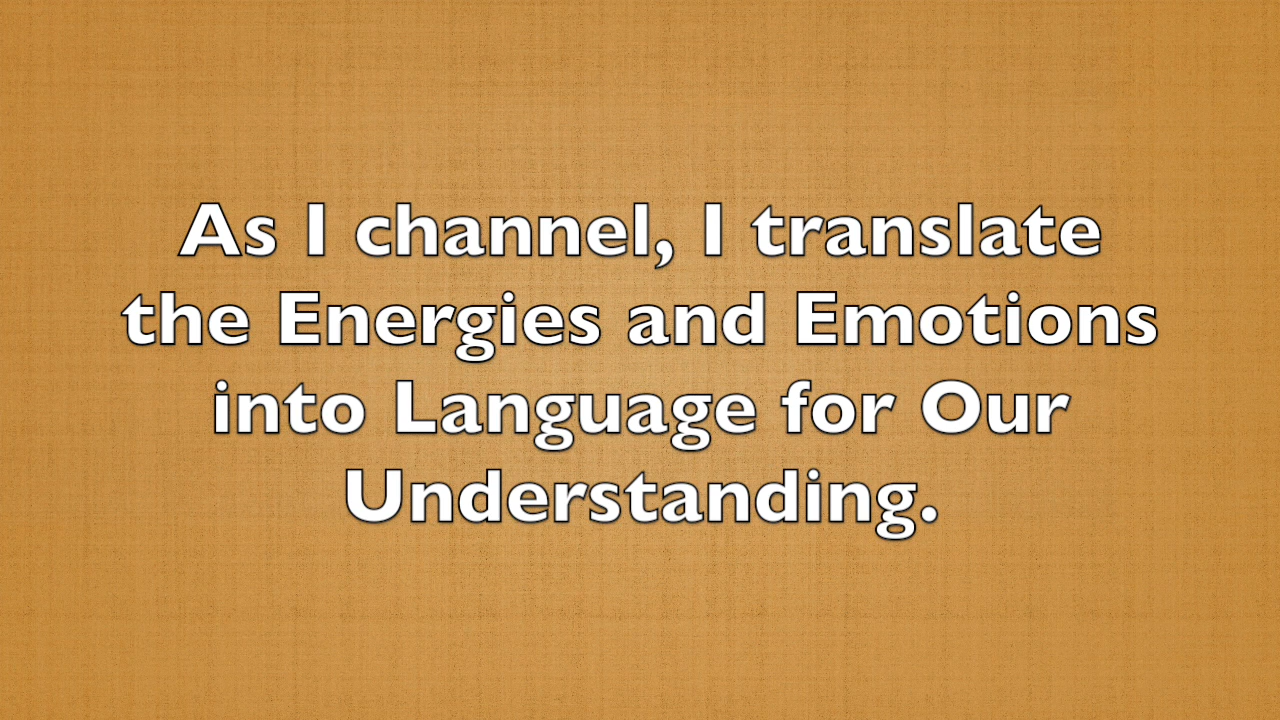 As I channel, I translate
the Energies and Emotions
into Language for Our
Understanding.